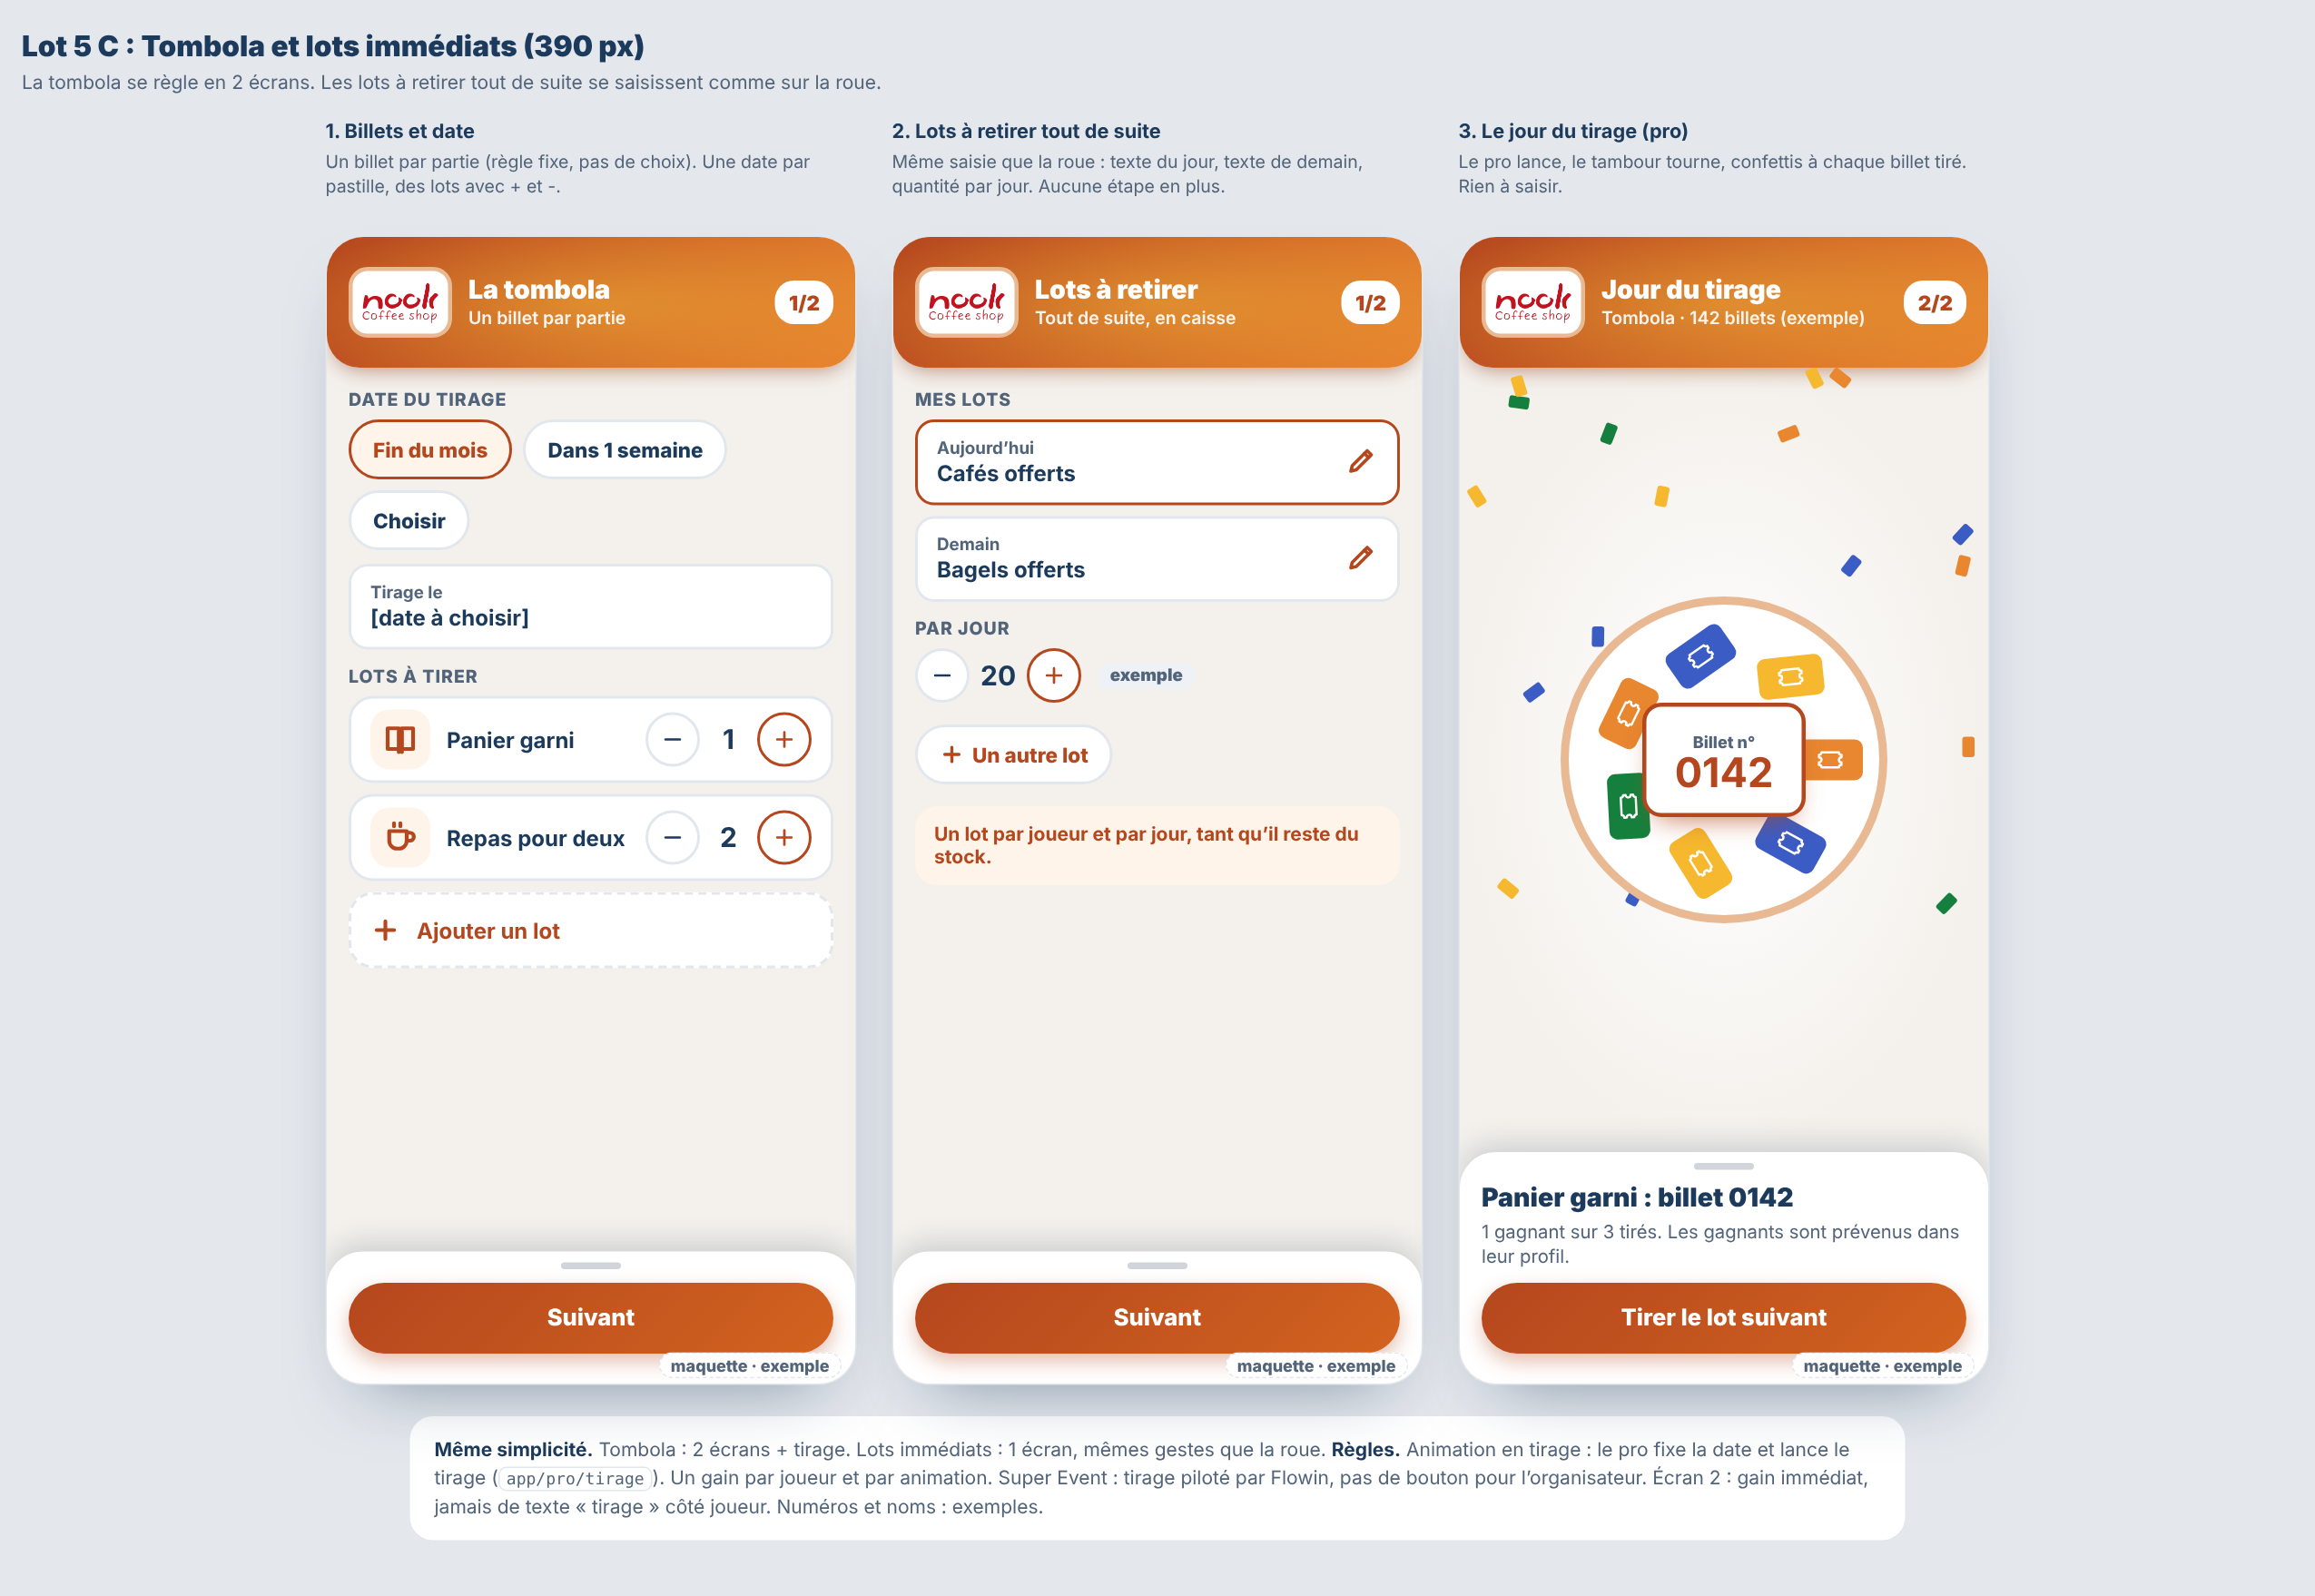 Lot 5 C : Tombola et lots immédiats (390 px)
La tombola se règle en 2 écrans. Les lots à retirer tout de suite se saisissent comme sur la roue.
1. Billets et date
Un billet par partie (règle fixe, pas de choix). Une date par
pastille, des lots avec + et -.
nook
Coffee shop
La tombola
Un billet par partie
1/2
DATE DU TIRAGE
Fin du mois
Dans 1 semaine
Choisir
Tirage le
[date à choisir]
LOTS À TIRER
Panier garni
− 1 +
Repas pour deux
− 2 +
+ Ajouter un lot
Suivant
maquette · exemple
2. Lots à retirer tout de suite
Même saisie que la roue : texte du jour, texte de demain,
quantité par jour. Aucune étape en plus.
nook
Coffee shop
Lots à retirer
Tout de suite, en caisse
1/2
MES LOTS
Aujourd’hui
Cafés offerts
Demain
Bagels offerts
PAR JOUR
− 20 +
exemple
+ Un autre lot
Un lot par joueur et par jour, tant qu’il reste du
stock.
Suivant
maquette · exemple
3. Le jour du tirage (pro)
Le pro lance, le tambour tourne, confettis à chaque billet tiré.
Rien à saisir.
nook
Coffee shop
Jour du tirage
Tombola · 142 billets (exemple)
2/2
Billet n°
0142
Panier garni : billet 0142
1 gagnant sur 3 tirés. Les gagnants sont prévenus dans
leur profil.
Tirer le lot suivant
maquette · exemple
Même simplicité. Tombola : 2 écrans + tirage. Lots immédiats : 1 écran, mêmes gestes que la roue. Règles. Animation en tirage : le pro fixe la date et lance le
tirage ( app/pro/tirage ). Un gain par joueur et par animation. Super Event : tirage piloté par Flowin, pas de bouton pour l’organisateur. Écran 2 : gain immédiat,
jamais de texte « tirage » côté joueur. Numéros et noms : exemples.